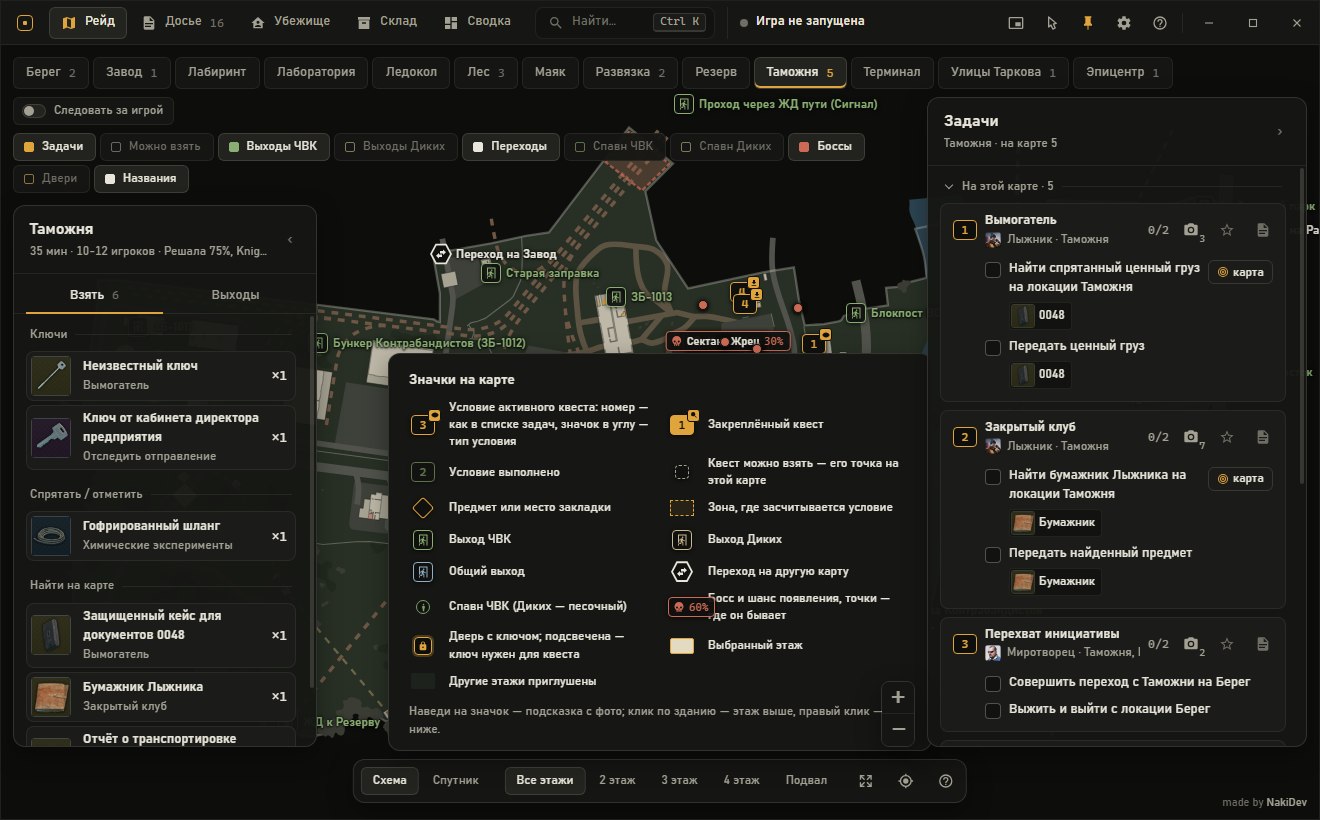 Рейд
Досье 16
Убежище
Склад
Сводка
Найти…
Ctrl K
Игра не запущена
Берег 2
Завод 1
Лабиринт
Лаборатория
Ледокол
Лес 3
Маяк
Развязка 2
Резерв
Таможня 5
Терминал
Улицы Таркова 1
Эпицентр 1
Следовать за игрой
Задачи
Можно взять
Выходы ЧВК
Выходы Диких
Переходы
Спавн ЧВК
Спавн Диких
Боссы
Двери
Названия
Проход через ЖД пути (Сигнал)
Переход на Завод
Старая заправка
ЗБ-1013
Блокпост
Бункер Контрабандистов (ЗБ-1012)
30%
4
4
1
Таможня
35 мин · 10–12 игроков · Решала 75%, Knig…
Взять 6
Выходы
Ключи
Неизвестный ключ
Вымогатель
×1
Ключ от кабинета директора
предприятия
Отследить отправление
×1
Спрятать / отметить
Гофрированный шланг
Химические эксперименты
×1
Найти на карте
Защищенный кейс для
документов 0048
Вымогатель
×1
Бумажник Лыжника
Закрытый клуб
×1
Отчёт о транспортировке
к Резерву
Значки на карте
3
Условие активного квеста: номер —
как в списке задач, значок в углу —
тип условия
1
Закреплённый квест
2
Условие выполнено
Квест можно взять — его точка на
этой карте
Предмет или место закладки
Зона, где засчитывается условие
Выход ЧВК
Выход Диких
Общий выход
Переход на другую карту
Спавн ЧВК (Диких — песочный)
60%
Босс и шанс появления, точки —
где он бывает
Дверь с ключом; подсвечена —
ключ нужен для квеста
Выбранный этаж
Другие этажи приглушены
Наведи на значок — подсказка с фото; клик по зданию — этаж выше, правый клик —
ниже.
+
−
Схема
Спутник
Все этажи
2 этаж
3 этаж
4 этаж
Подвал
Задачи
Таможня · на карте 5
На этой карте · 5
1
Вымогатель
Лыжник · Таможня
0/2
3
Найти спрятанный ценный груз
на локации Таможня
карта
0048
Передать ценный груз
0048
2
Закрытый клуб
Лыжник · Таможня
0/2
7
Найти бумажник Лыжника на
локации Таможня
карта
Бумажник
Передать найденный предмет
Бумажник
3
Перехват инициативы
Миротворец · Таможня,
0/2
2
Совершить переход с Таможни на Берег
Выжить и выйти с локации Берег
made by NakiDev